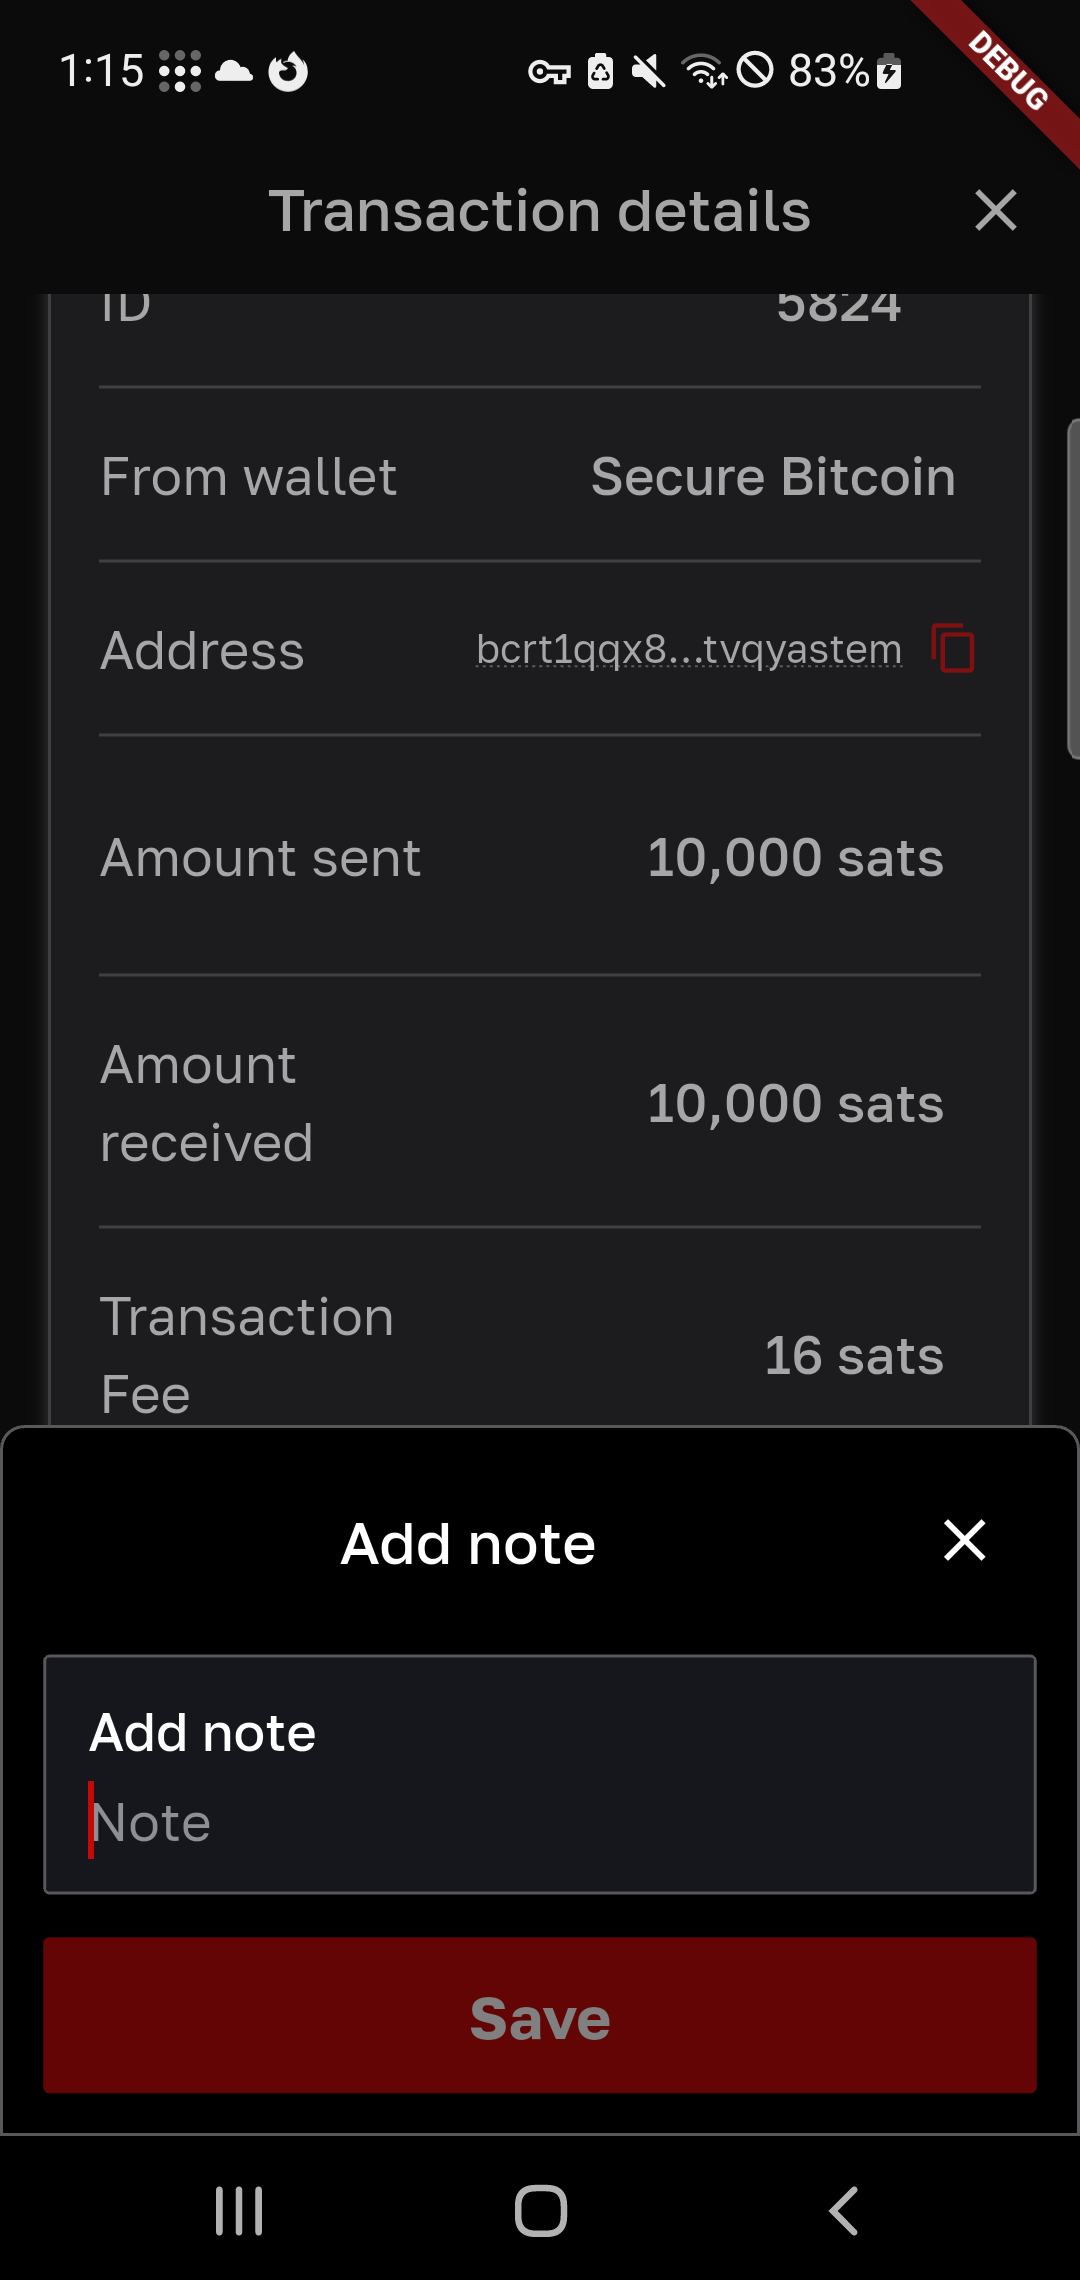 1:15 83%
DEBUG
Transaction details
ID 5824
From wallet Secure Bitcoin
Address bcrt1qqx8...tvqyastem
Amount sent 10,000 sats
Amount
received 10,000 sats
Transaction
Fee 16 sats
Add note
Add note
Note
Save